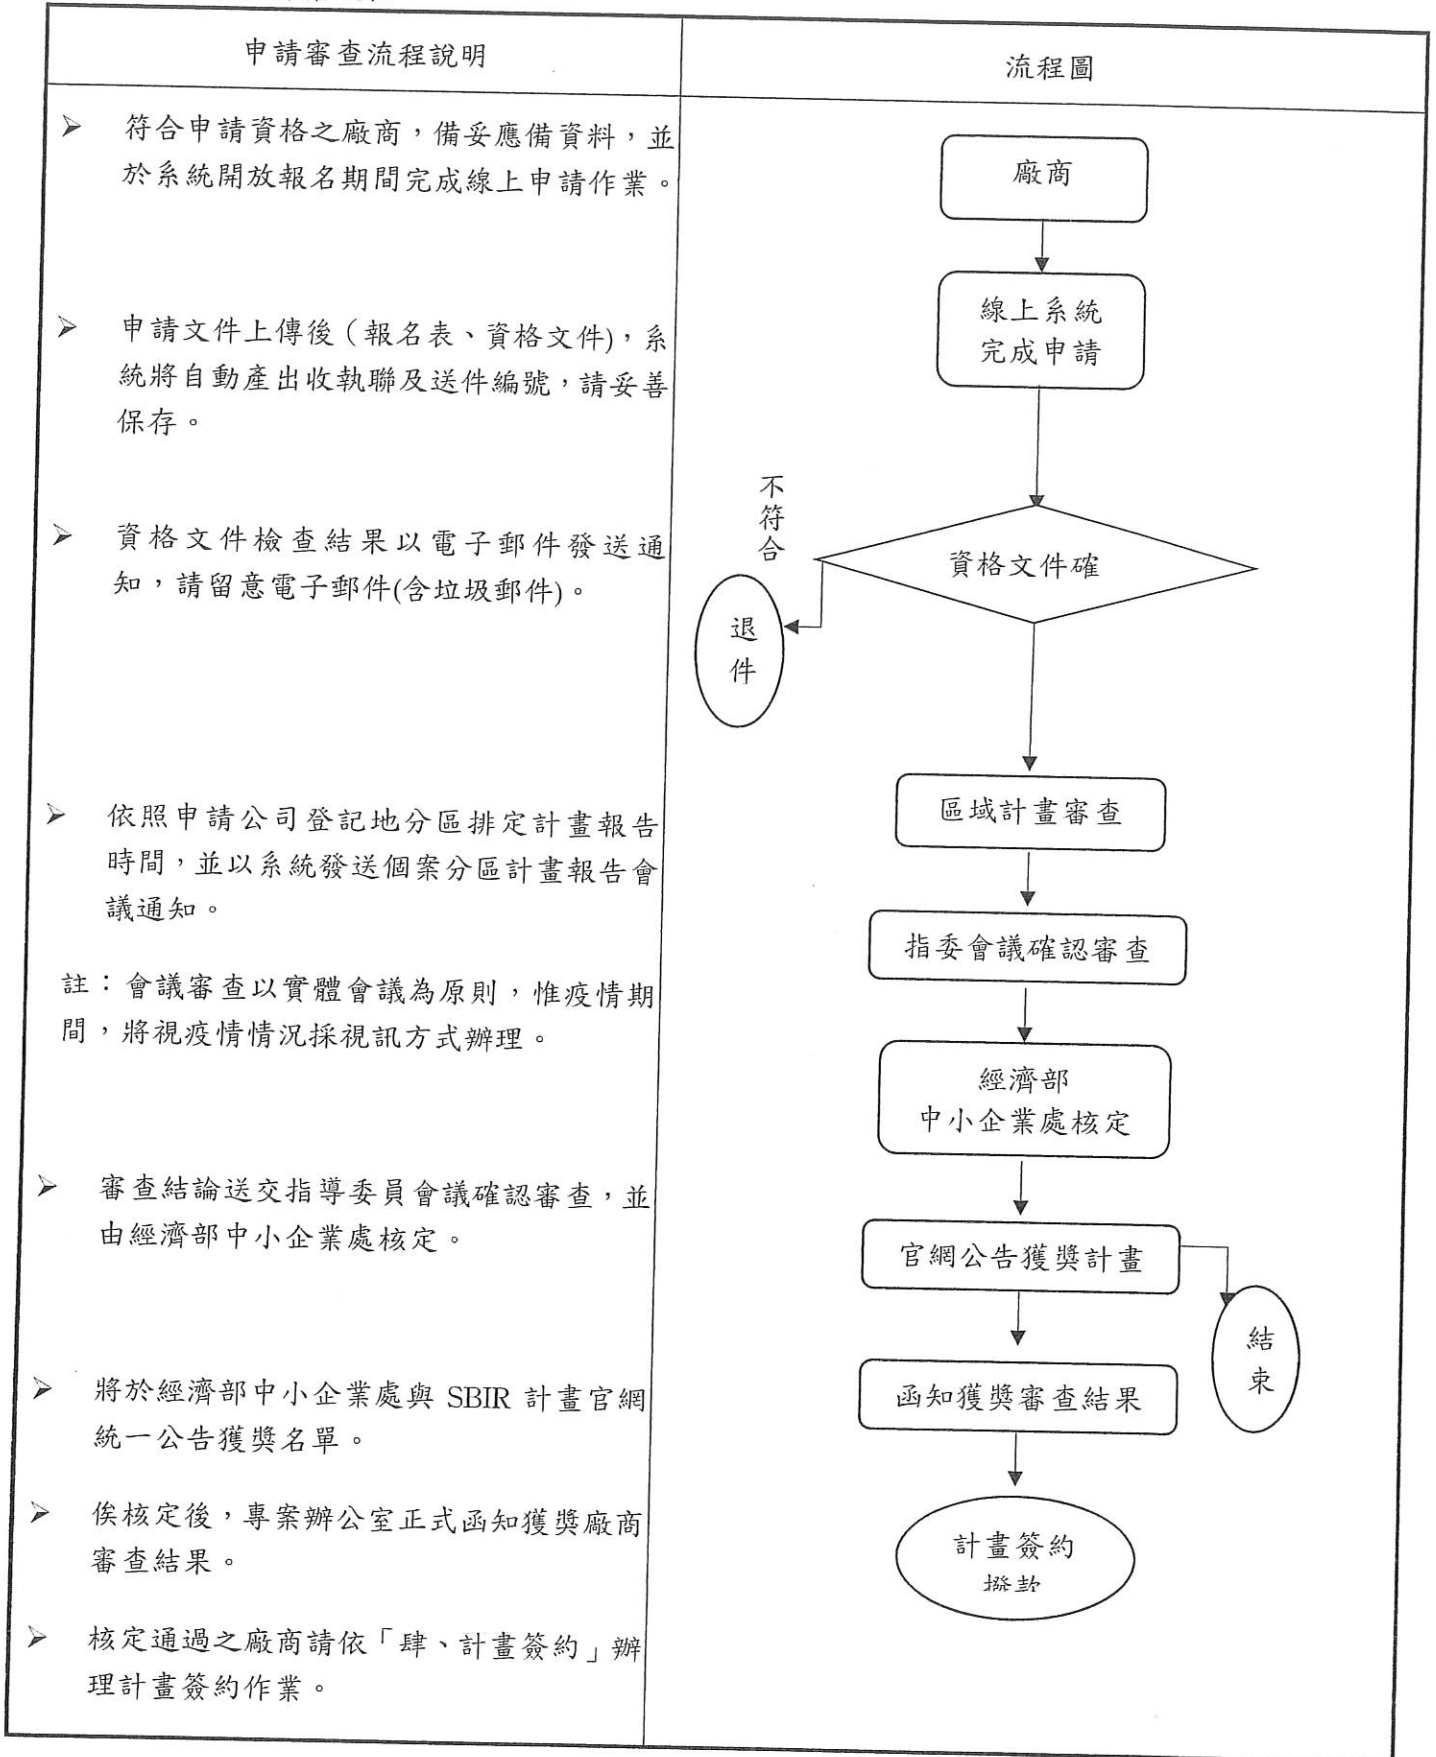 申請審查流程說明
流程圖
➢ 符合申請資格之廠商，備妥應備資料，並
於系統開放報名期間完成線上申請作業。
➢ 申請文件上傳後（報名表、資格文件)，系
統將自動產出收執聯及送件編號，請妥善
保存。
➢ 資格文件檢查結果以電子郵件發送通
知，請留意電子郵件(含垃圾郵件)。
➢ 依照申請公司登記地分區排定計畫報告
時間，並以系統發送個案分區計畫報告會
議通知。
註：會議審查以實體會議為原則，惟疫情期
間，將視疫情情況採視訊方式辦理。
➢ 審查結論送交指導委員會議確認審查，並
由經濟部中小企業處核定。
➢ 將於經濟部中小企業處與 SBIR 計畫官網
統一公告獲獎名單。
➢ 俟核定後，專案辦公室正式函知獲獎廠商
審查結果。
➢ 核定通過之廠商請依「肆、計畫簽約」辦
理計畫簽約作業。
廠商
線上系統
完成申請
不符合
資格文件確
退件
區域計畫審查
指委會議確認審查
經濟部
中小企業處核定
官網公告獲獎計畫
結束
函知獲獎審查結果
計畫簽約
撥款